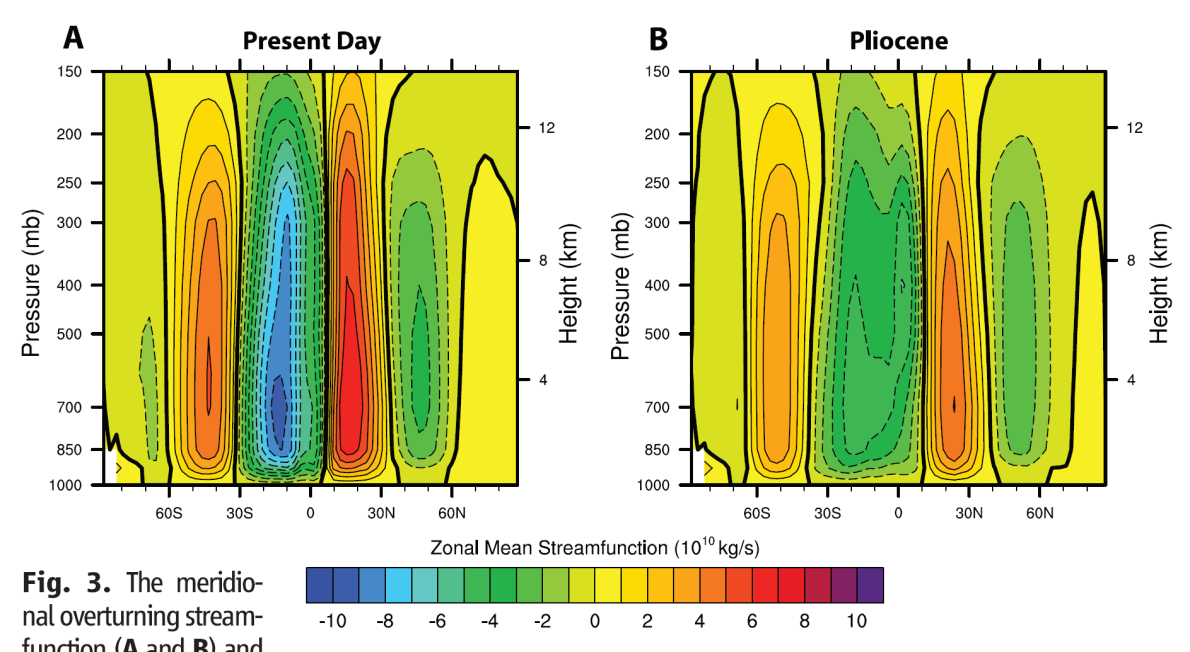 A
Present Day
B
Pliocene
150
200
250
300
400
500
700
850
1000
Pressure (mb)
12
8
4
Height (km)
60S 30S 0 30N 60N
150
200
250
300
400
500
700
850
1000
Pressure (mb)
12
8
4
Height (km)
60S 30S 0 30N 60N
Zonal Mean Streamfunction (10¹⁰ kg/s)
-10 -8 -6 -4 -2 0 2 4 6 8 10
Fig. 3. The meridio-
nal overturning stream-
function (A and B) and